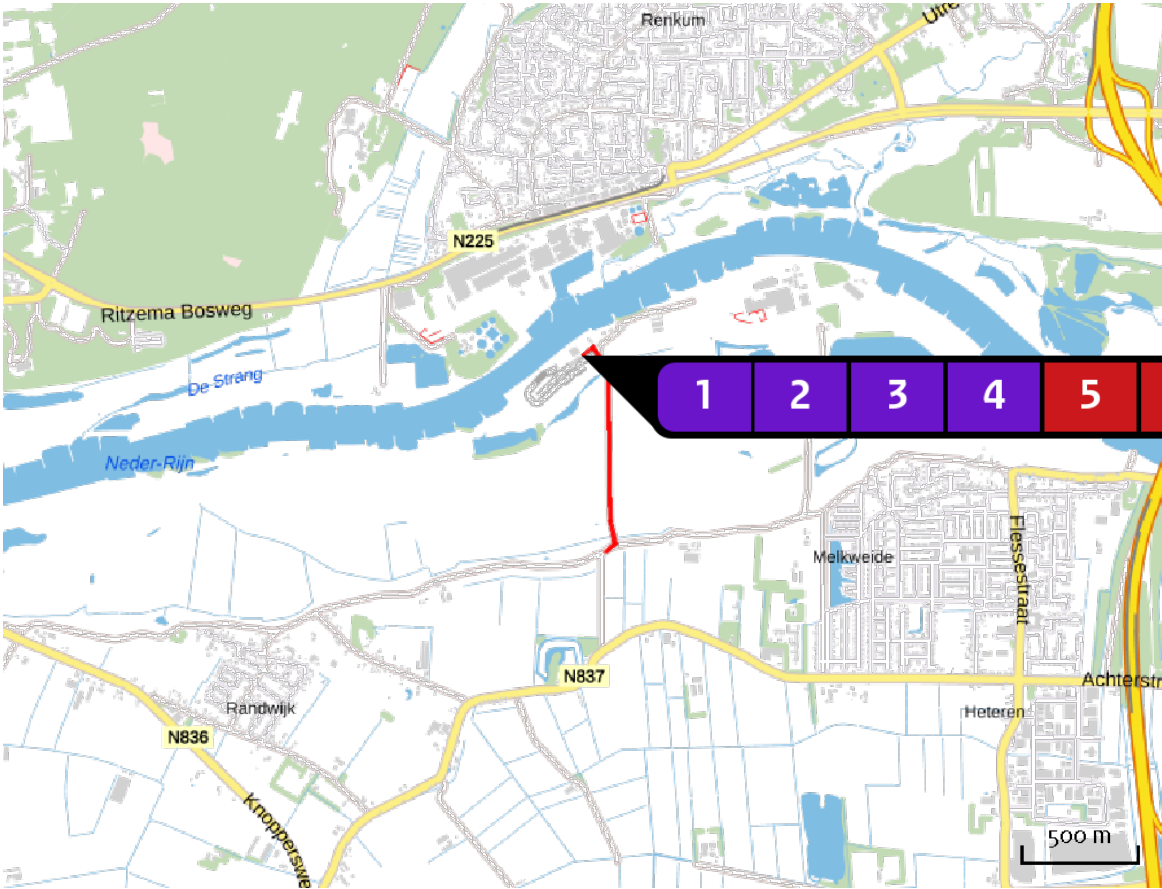 Renkum
Utre
N225
Ritzema Bosweg
De Strang
1 2 3 4 5
Neder-Rijn
Melkweide
Flessestraat
N837
Achterstr
Randwijk
Heteren
N836
Knopperswe
500 m